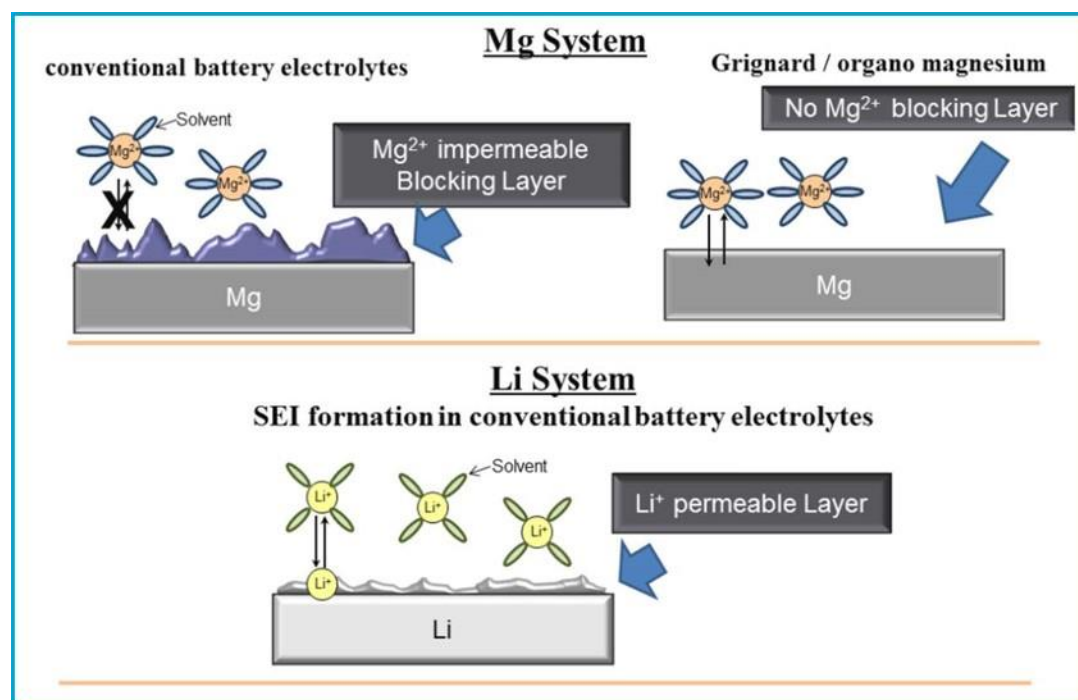 Mg System
conventional battery electrolytes
Grignard / organo magnesium
Solvent
Mg²⁺
Mg²⁺
Mg²⁺ impermeable
Blocking Layer
No Mg²⁺ blocking Layer
Mg²⁺
Mg²⁺
X
Mg
Mg
Li System
SEI formation in conventional battery electrolytes
Solvent
Li⁺
Li⁺
Li⁺
Li⁺ permeable Layer
Li⁺
Li